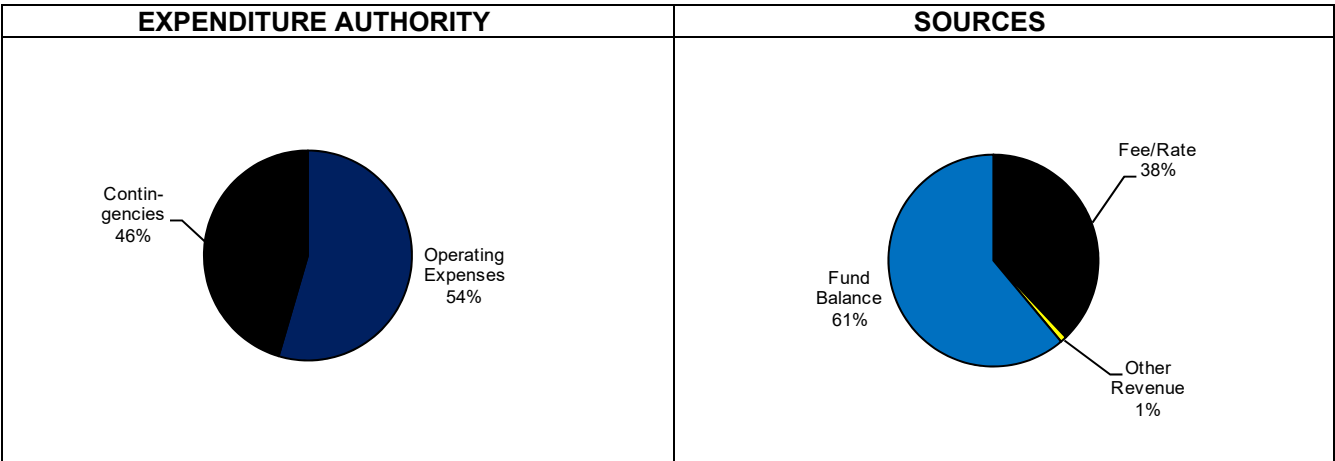 EXPENDITURE AUTHORITY
SOURCES
Contin-
gencies
46%
Operating
Expenses
54%
Fee/Rate
38%
Fund
Balance
61%
Other
Revenue
1%